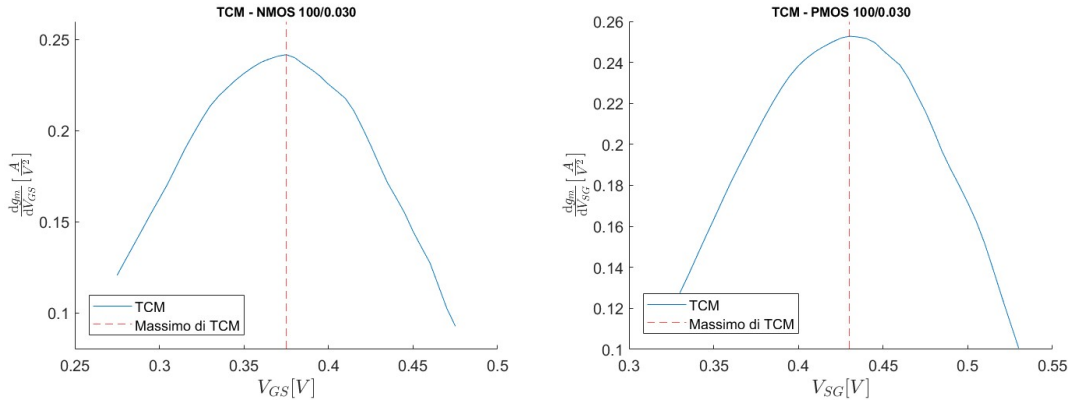 TCM - NMOS 100/0.030
0.25
0.2
0.15
0.1
0.25
0.3
0.35
0.4
0.45
0.5
dg_m/dV_GS [A/V^2]
V_GS[V]
TCM
Massimo di TCM
TCM - PMOS 100/0.030
0.26
0.24
0.22
0.2
0.18
0.16
0.14
0.12
0.1
0.3
0.35
0.4
0.45
0.5
0.55
dg_m/dV_SG [A/V^2]
V_SG[V]
TCM
Massimo di TCM